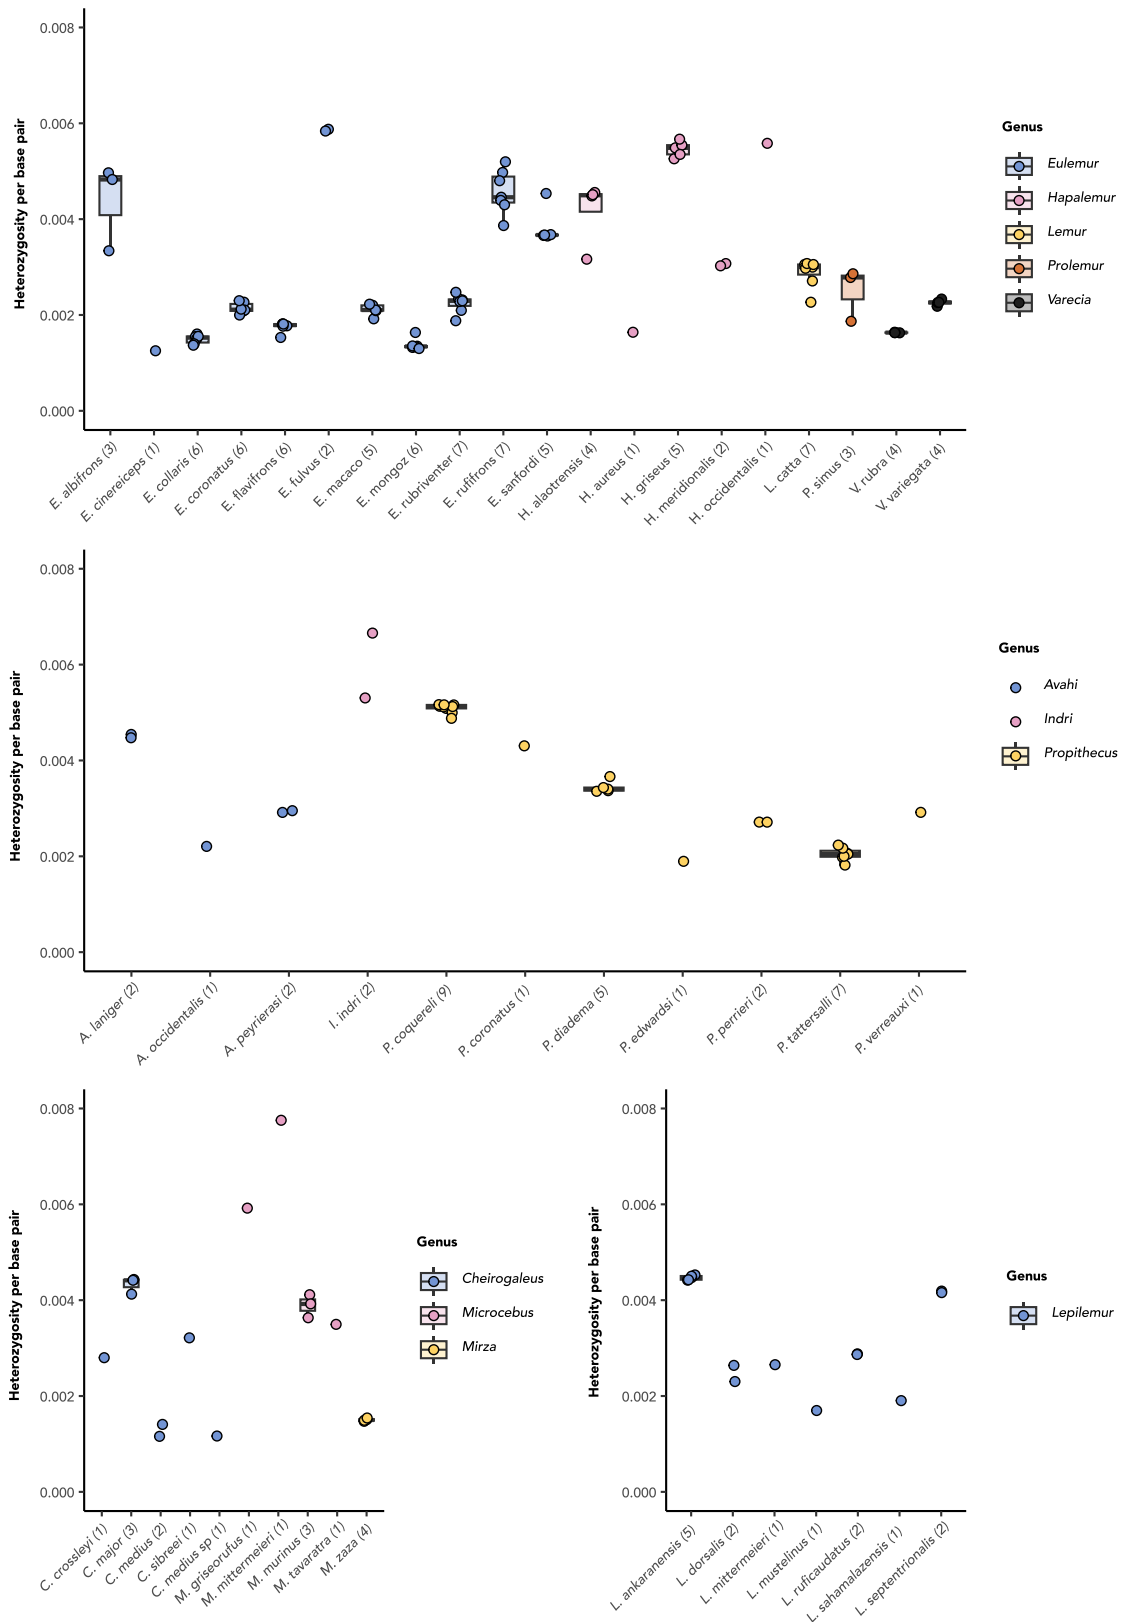 0.008
0.006
0.004
0.002
0.000
Heterozygosity per base pair
E. albifrons (3)
E. cinereiceps (1)
E. collaris (6)
E. coronatus (6)
E. flavifrons (6)
E. fulvus (2)
E. macaco (5)
E. mongoz (6)
E. rubriventer (7)
E. rufifrons (7)
E. sanfordi (5)
H. alaotrensis (4)
H. aureus (1)
H. griseus (5)
H. meridionalis (2)
H. occidentalis (1)
L. catta (7)
P. simus (3)
V. rubra (4)
V. variegata (4)
Genus
Eulemur
Hapalemur
Lemur
Prolemur
Varecia
0.008
0.006
0.004
0.002
0.000
Heterozygosity per base pair
A. laniger (2)
A. occidentalis (1)
A. peyrierasi (2)
I. indri (2)
P. coquereli (9)
P. coronatus (1)
P. diadema (5)
P. edwardsi (1)
P. perrieri (2)
P. tattersalli (7)
P. verreauxi (1)
Genus
Avahi
Indri
Propithecus
0.008
0.006
0.004
0.002
0.000
Heterozygosity per base pair
C. crossleyi (1)
C. major (3)
C. medius (2)
C. sibreei (1)
C. medius sp (1)
M. griseorufus (1)
M. mittermeieri (1)
M. murinus (3)
M. tavaratra (1)
M. zaza (4)
Genus
Cheirogaleus
Microcebus
Mirza
0.008
0.006
0.004
0.002
0.000
Heterozygosity per base pair
L. ankaranensis (5)
L. dorsalis (2)
L. mittermeieri (1)
L. mustelinus (1)
L. ruficaudatus (2)
L. sahamalazensis (1)
L. septentrionalis (2)
Genus
Lepilemur